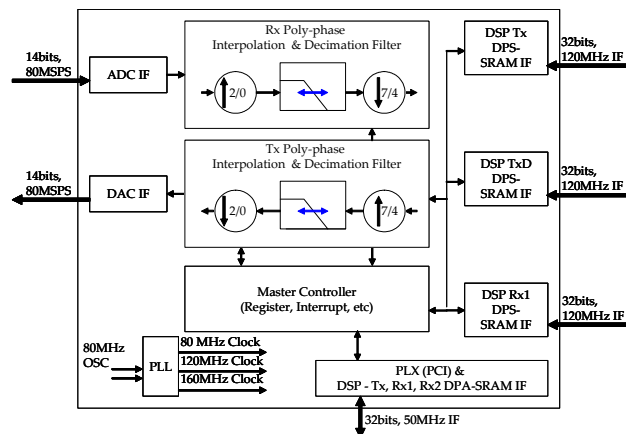 Rx Poly-phase
Interpolation & Decimation Filter
2/0
7/4
14bits,
80MSPS
ADC IF
DSP Tx
DPS-
SRAM IF
32bits,
120MHz IF
Tx Poly-phase
Interpolation & Decimation Filter
2/0
7/4
14bits,
80MSPS
DAC IF
DSP TxD
DPS-
SRAM IF
32bits,
120MHz IF
Master Controller
(Register, Interrupt, etc)
DSP Rx1
DPS-
SRAM IF
32bits,
120MHz IF
80MHz
OSC
PLL
80 MHz Clock
120MHz Clock
160MHz Clock
PLX (PCI) &
DSP - Tx, Rx1, Rx2 DPA-SRAM IF
32bits, 50MHz IF